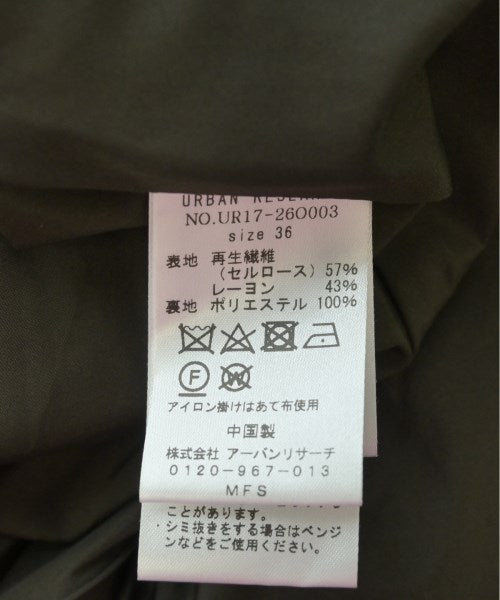 URBAN RESEARCH
NO.UR17-26O003
size 36
表地 再生繊維
（セルロース）57%
レーヨン 43%
裏地 ポリエステル 100%
F W
アイロン掛けはあて布使用
中国製
株式会社 アーバンリサーチ
0120-967-013
MFS
ことがあります。
・シミ抜きをする場合はベンジ
ンなどをご使用ください。